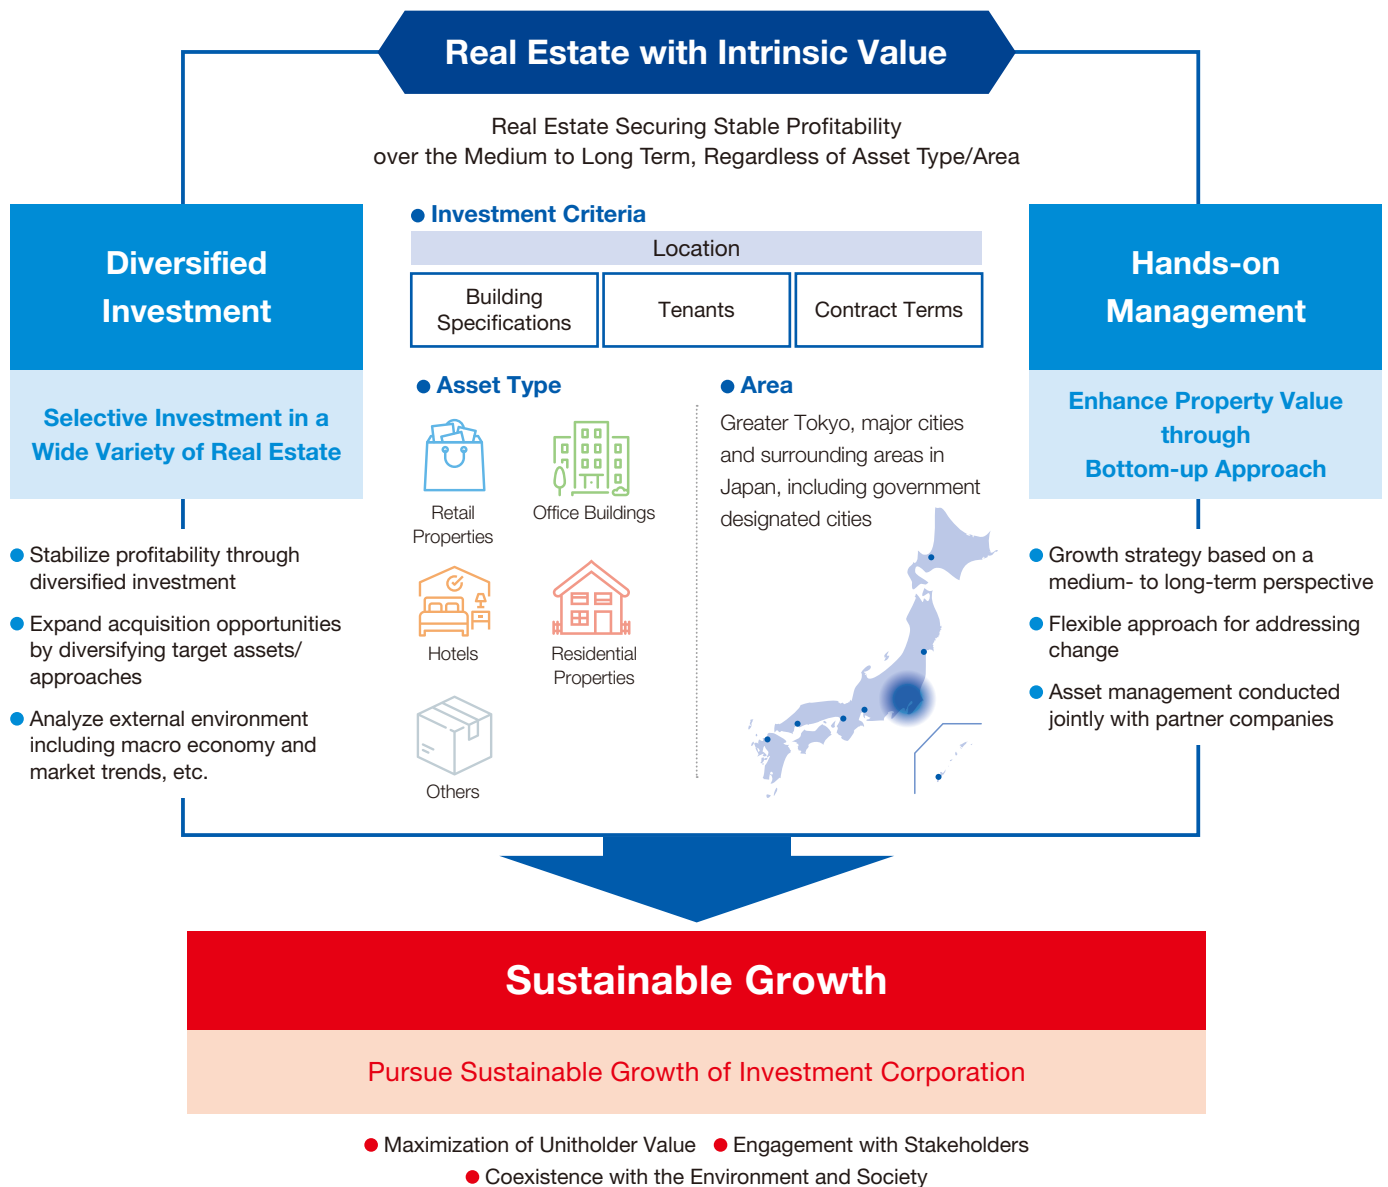 Real Estate with Intrinsic Value
Real Estate Securing Stable Profitability
over the Medium to Long Term, Regardless of Asset Type/Area
Diversified
Investment
Selective Investment in a
Wide Variety of Real Estate
● Stabilize profitability through
diversified investment
● Expand acquisition opportunities
by diversifying target assets/
approaches
● Analyze external environment
including macro economy and
market trends, etc.
● Investment Criteria
Location
Building
Specifications
Tenants
Contract Terms
● Asset Type
Retail
Properties
Office Buildings
Hotels
Residential
Properties
Others
● Area
Greater Tokyo, major cities
and surrounding areas in
Japan, including government
designated cities
Hands-on
Management
Enhance Property Value
through
Bottom-up Approach
● Growth strategy based on a
medium- to long-term perspective
● Flexible approach for addressing
change
● Asset management conducted
jointly with partner companies
Sustainable Growth
Pursue Sustainable Growth of Investment Corporation
● Maximization of Unitholder Value ● Engagement with Stakeholders
● Coexistence with the Environment and Society